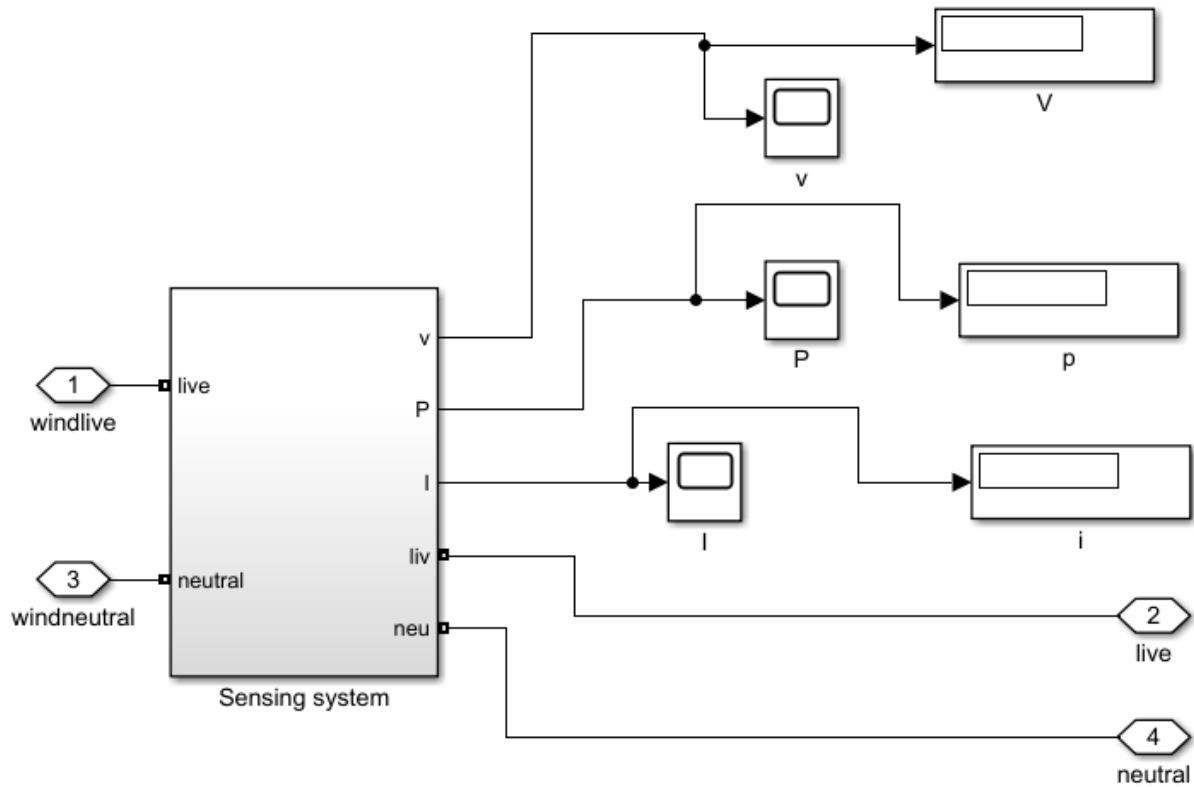 V
v
P
p
I
i
1
windlive
3
windneutral
live
neutral
v
P
I
liv
neu
Sensing system
2
live
4
neutral